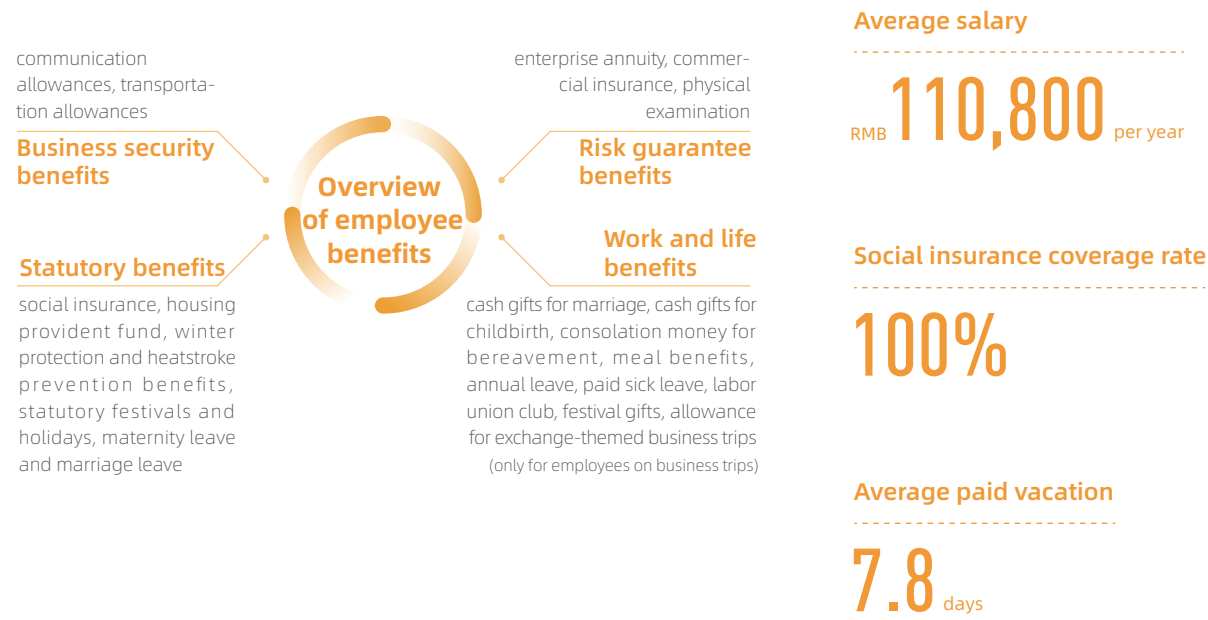 communication
allowances, transporta-
tion allowances
Business security
benefits
Statutory benefits
social insurance, housing
provident fund, winter
protection and heatstroke
prevention benefits,
statutory festivals and
holidays, maternity leave
and marriage leave
Overview
of employee
benefits
enterprise annuity, commer-
cial insurance, physical
examination
Risk guarantee
benefits
Work and life
benefits
cash gifts for marriage, cash gifts for
childbirth, consolation money for
bereavement, meal benefits,
annual leave, paid sick leave, labor
union club, festival gifts, allowance
for exchange-themed business trips
(only for employees on business trips)
Average salary
RMB 110,800 per year
Social insurance coverage rate
100%
Average paid vacation
7.8 days